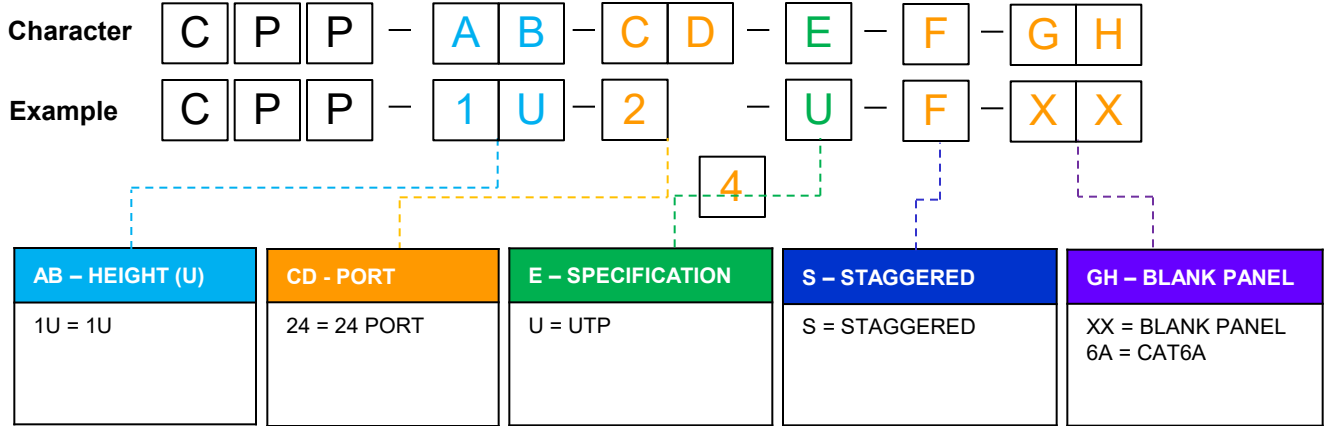 Character C P P – A B – C D – E – F – G H
Example C P P – 1 U – 2 – U – F – X X
4
AB – HEIGHT (U)
1U = 1U
CD - PORT
24 = 24 PORT
E – SPECIFICATION
U = UTP
S – STAGGERED
S = STAGGERED
GH – BLANK PANEL
XX = BLANK PANEL
6A = CAT6A